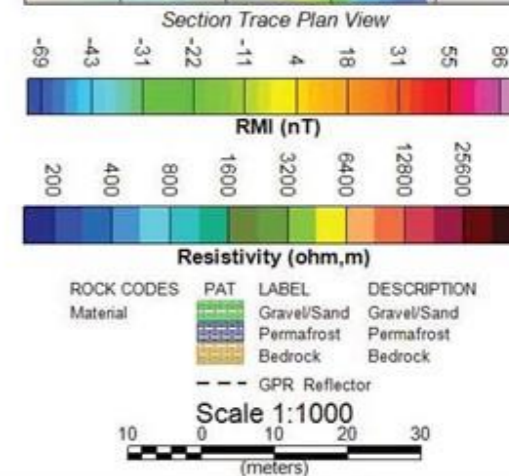 Section Trace Plan View
-69 -43 -31 -22 -11 4 18 31 55 86
RMI (nT)
200 400 800 1600 3200 6400 12800 25600
Resistivity (ohm,m)
ROCK CODES PAT LABEL DESCRIPTION
Material Gravel/Sand Gravel/Sand
Permafrost Permafrost
Bedrock Bedrock
GPR Reflector
Scale 1:1000
10 0 10 20 30
(meters)